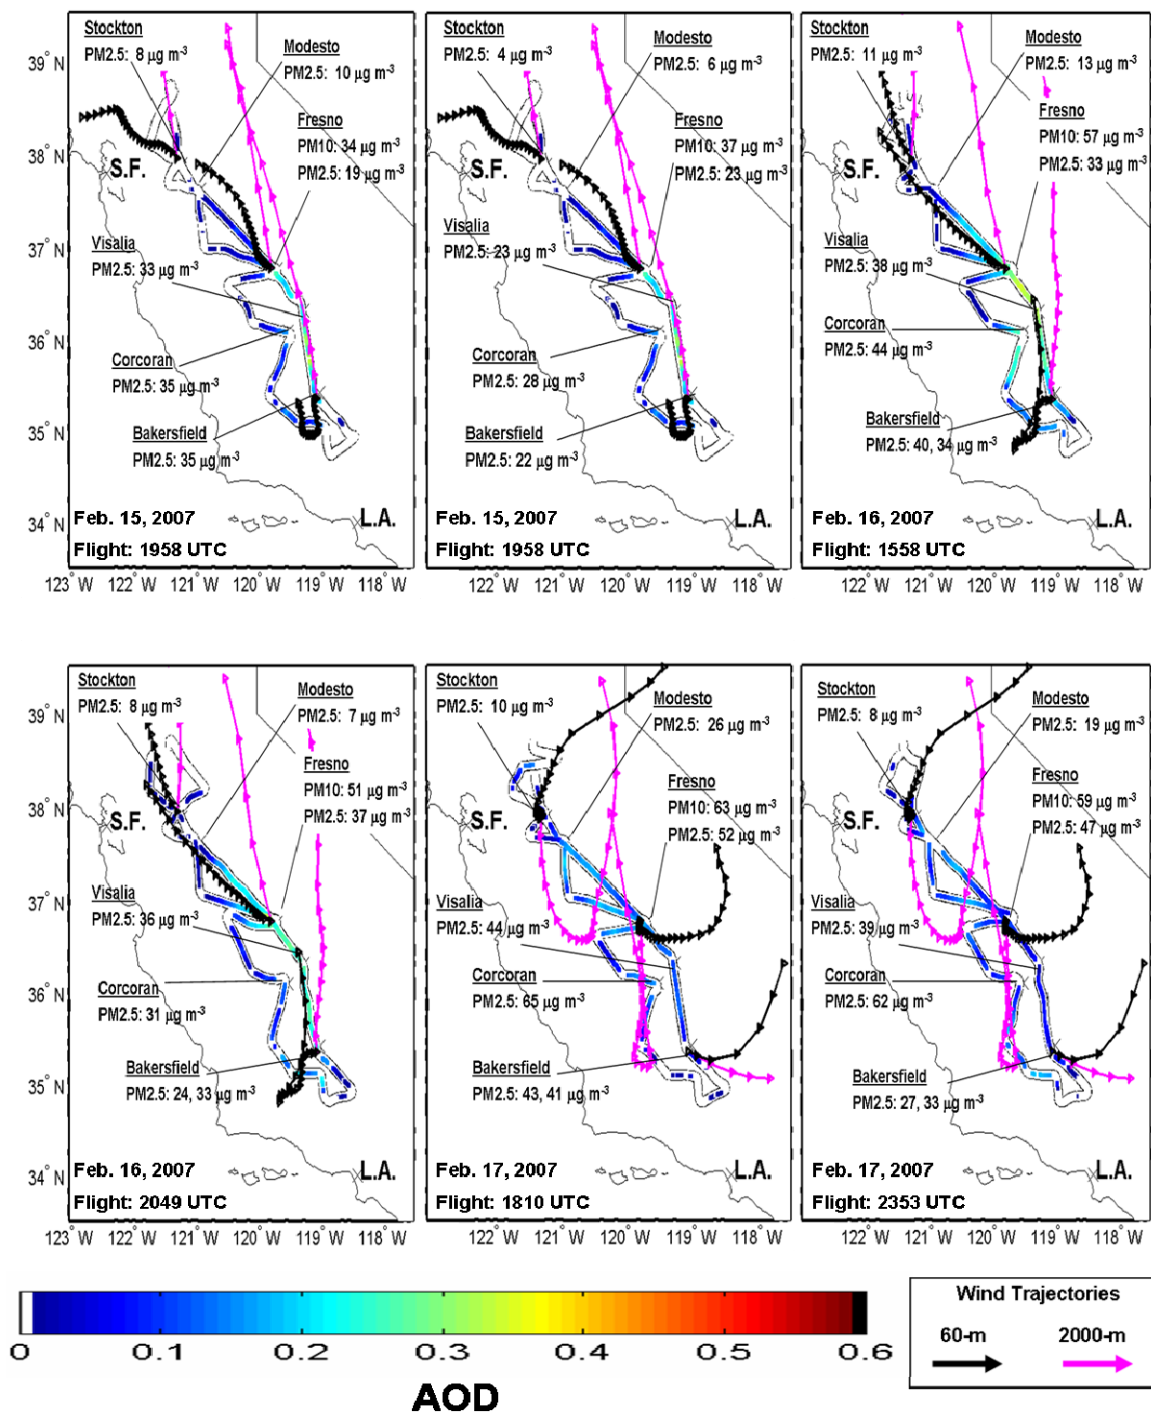 Stockton
PM2.5: 8 μg m-3
Modesto
PM2.5: 10 μg m-3
Fresno
PM10: 34 μg m-3
PM2.5: 19 μg m-3
S.F.
Visalia
PM2.5: 33 μg m-3
Corcoran
PM2.5: 35 μg m-3
Bakersfield
PM2.5: 35 μg m-3
L.A.
Feb. 15, 2007
Flight: 1958 UTC
39° N
38° N
37° N
36° N
35° N
34° N
123° W 122° W 121° W 120° W 119° W 118° W
Stockton
PM2.5: 4 μg m-3
Modesto
PM2.5: 6 μg m-3
Fresno
PM10: 37 μg m-3
PM2.5: 23 μg m-3
S.F.
Visalia
PM2.5: 23 μg m-3
Corcoran
PM2.5: 28 μg m-3
Bakersfield
PM2.5: 22 μg m-3
L.A.
Feb. 15, 2007
Flight: 1958 UTC
122° W 121° W 120° W 119° W 118° W
Stockton
PM2.5: 11 μg m-3
Modesto
PM2.5: 13 μg m-3
Fresno
PM10: 57 μg m-3
PM2.5: 33 μg m-3
S.F.
Visalia
PM2.5: 38 μg m-3
Corcoran
PM2.5: 44 μg m-3
Bakersfield
PM2.5: 40, 34 μg m-3
L.A.
Feb. 16, 2007
Flight: 1558 UTC
122° W 121° W 120° W 119° W 118° W
Stockton
PM2.5: 8 μg m-3
Modesto
PM2.5: 7 μg m-3
Fresno
PM10: 51 μg m-3
PM2.5: 37 μg m-3
S.F.
Visalia
PM2.5: 36 μg m-3
Corcoran
PM2.5: 31 μg m-3
Bakersfield
PM2.5: 24, 33 μg m-3
L.A.
Feb. 16, 2007
Flight: 2049 UTC
39° N
38° N
37° N
36° N
35° N
34° N
123° W 122° W 121° W 120° W 119° W 118° W
Stockton
PM2.5: 10 μg m-3
Modesto
PM2.5: 26 μg m-3
Fresno
PM10: 63 μg m-3
PM2.5: 52 μg m-3
S.F.
Visalia
PM2.5: 44 μg m-3
Corcoran
PM2.5: 65 μg m-3
Bakersfield
PM2.5: 43, 41 μg m-3
L.A.
Feb. 17, 2007
Flight: 1810 UTC
122° W 121° W 120° W 119° W 118° W
Stockton
PM2.5: 8 μg m-3
Modesto
PM2.5: 19 μg m-3
Fresno
PM10: 59 μg m-3
PM2.5: 47 μg m-3
S.F.
Visalia
PM2.5: 39 μg m-3
Corcoran
PM2.5: 62 μg m-3
Bakersfield
PM2.5: 27, 33 μg m-3
L.A.
Feb. 17, 2007
Flight: 2353 UTC
122° W 121° W 120° W 119° W 118° W
0 0.1 0.2 0.3 0.4 0.5 0.6
AOD
Wind Trajectories
60-m 2000-m